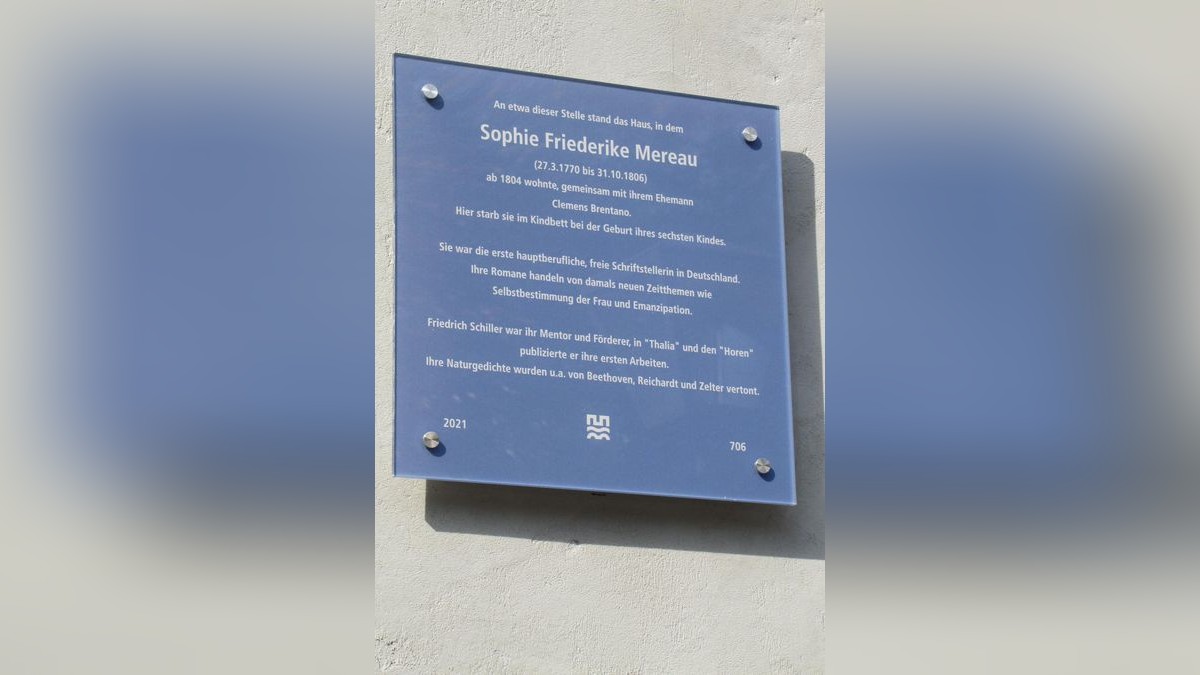 An etwa dieser Stelle stand das Haus, in dem
Sophie Friederike Mereau
(27.3.1770 bis 31.10.1806)
ab 1804 wohnte, gemeinsam mit ihrem Ehemann
Clemens Brentano.
Hier starb sie im Kindbett bei der Geburt ihres sechsten Kindes.
Sie war die erste hauptberufliche, freie Schriftstellerin in Deutschland.
Ihre Romane handeln von damals neuen Zeitthemen wie
Selbstbestimmung der Frau und Emanzipation.
Friedrich Schiller war ihr Mentor und Förderer, in "Thalia" und den "Horen"
publizierte er ihre ersten Arbeiten.
Ihre Naturgedichte wurden u.a. von Beethoven, Reichardt und Zelter vertont.
2021
706